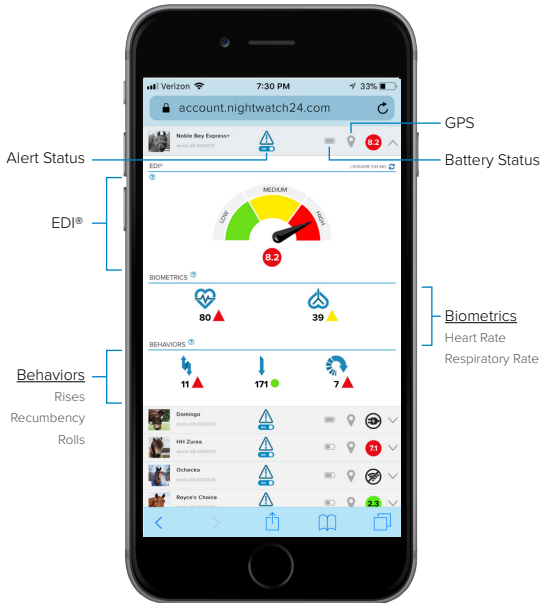 Verizon 7:30 PM 33%
account.nightwatch24.com
GPS
Noble Bey Express+
8.2
Alert Status
Battery Status
EDI®
MEDIUM
LOW
HIGH
EDI®
8.2
BIOMETRICS ?
80
39
Biometrics
Heart Rate
Respiratory Rate
BEHAVIORS ?
11
171
7
Behaviors
Rises
Recumbency
Rolls
Domingo
HH Zurea
7.1
Ochecko
Royce's Choice
2.3